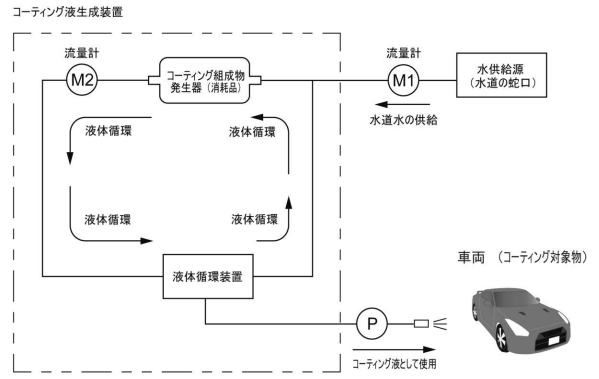 コーティング液生成装置
流量計
M2
コーティング組成物
発生器（消耗品）
流量計
M1
水供給源
（水道の蛇口）
水道水の供給
液体循環
液体循環
液体循環
液体循環
液体循環装置
車両 （コーティング対象物）
P
コーティング液として使用